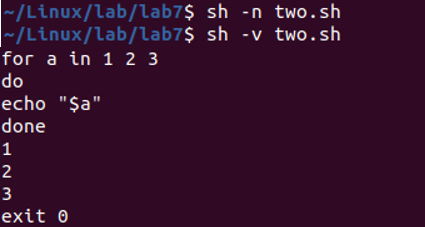 ~/Linux/lab/lab7$ sh -n two.sh
~/Linux/lab/lab7$ sh -v two.sh
for a in 1 2 3
do
echo "$a"
done
1
2
3
exit 0